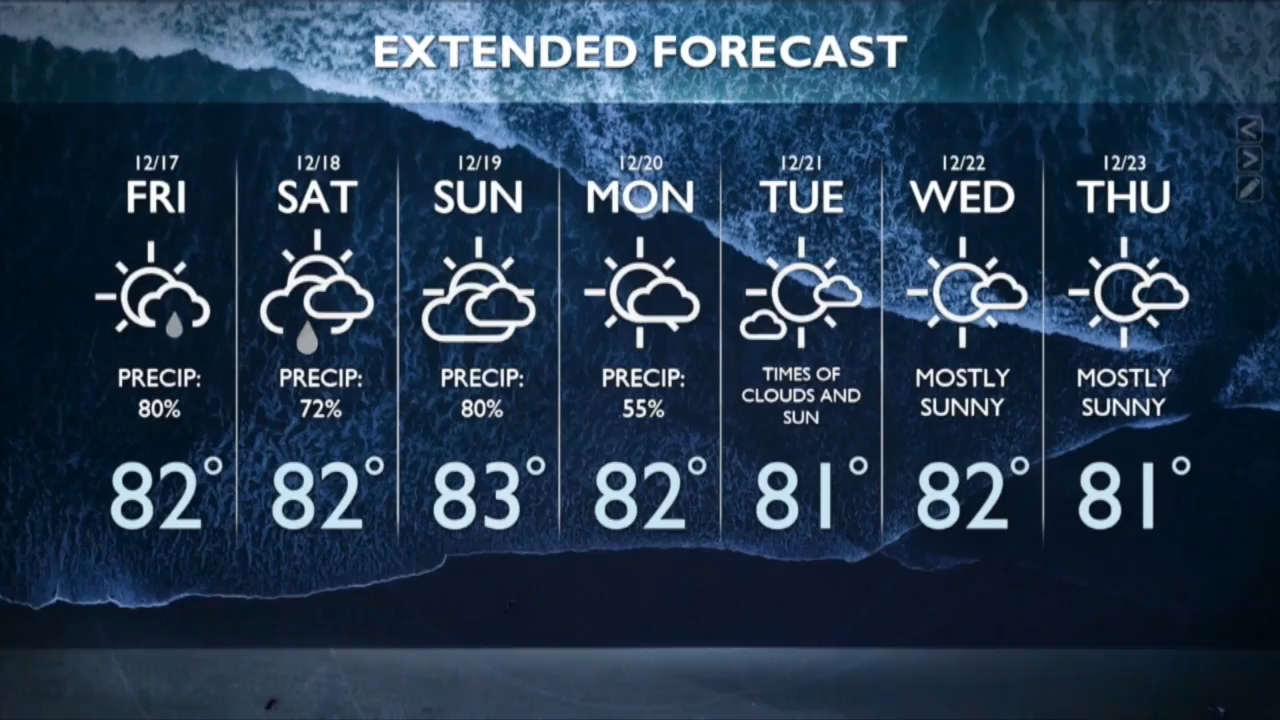 EXTENDED FORECAST
12/17
FRI
PRECIP:
80%
82°
12/18
SAT
PRECIP:
72%
82°
12/19
SUN
PRECIP:
80%
83°
12/20
MON
PRECIP:
55%
82°
12/21
TUE
TIMES OF
CLOUDS AND
SUN
81°
12/22
WED
MOSTLY
SUNNY
82°
12/23
THU
MOSTLY
SUNNY
81°